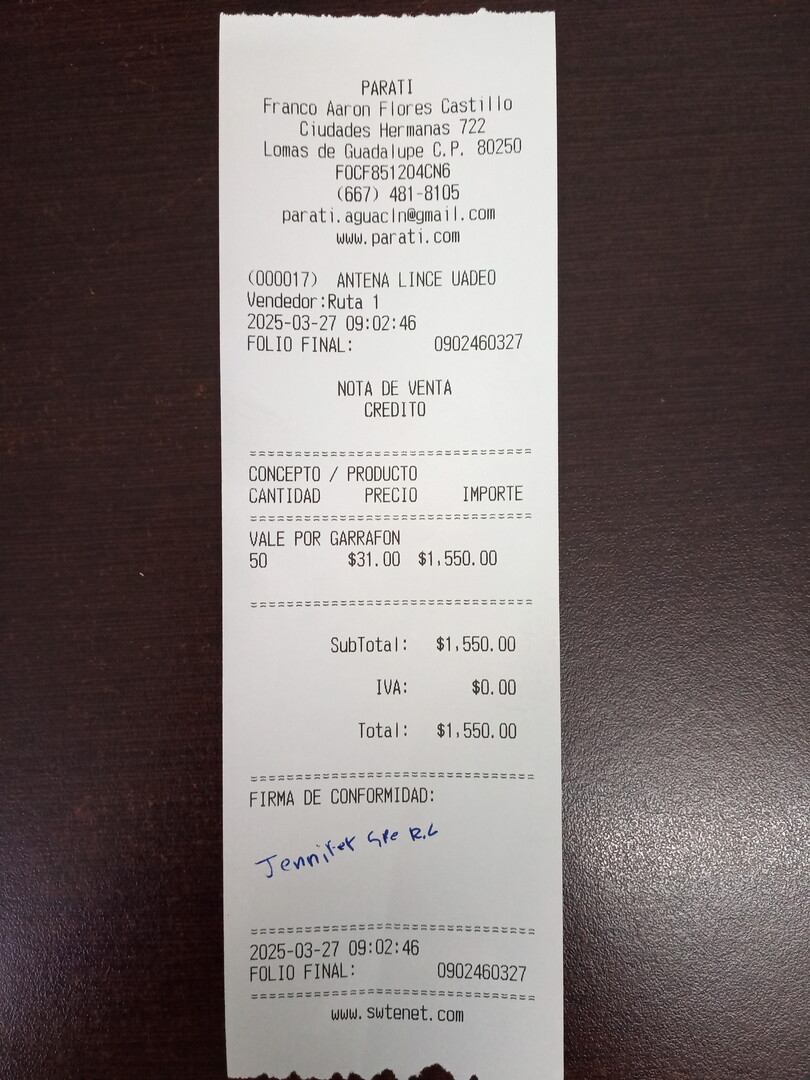 PARATI
Franco Aaron Flores Castillo
Ciudades Hermanas 722
Lomas de Guadalupe C.P. 80250
FOCF851204CN6
(667) 481-8105
parati.aguacln@gmail.com
www.parati.com
(000017) ANTENA LINCE UADEO
Vendedor:Ruta 1
2025-03-27 09:02:46
FOLIO FINAL: 0902460327
NOTA DE VENTA
CREDITO
==============================
CONCEPTO / PRODUCTO
CANTIDAD PRECIO IMPORTE
==============================
VALE POR GARRAFON
50 $31.00 $1,550.00
==============================
SubTotal: $1,550.00
IVA: $0.00
Total: $1,550.00
==============================
FIRMA DE CONFORMIDAD:
Jennifer Gpe R.L
==============================
2025-03-27 09:02:46
FOLIO FINAL: 0902460327
==============================
www.swtenet.com